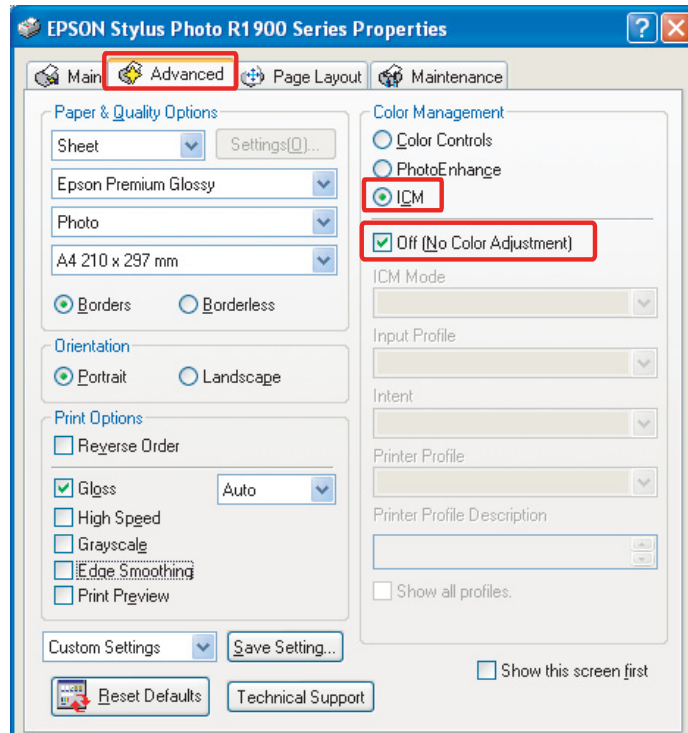 EPSON Stylus Photo R1900 Series Properties
Main
Advanced
Page Layout
Maintenance
Paper & Quality Options
Sheet
Settings(O)...
Epson Premium Glossy
Photo
A4 210 x 297 mm
Borders
Borderless
Orientation
Portrait
Landscape
Print Options
Reverse Order
Gloss
Auto
High Speed
Grayscale
Edge Smoothing
Print Preview
Custom Settings
Save Setting...
Reset Defaults
Technical Support
Color Management
Color Controls
PhotoEnhance
ICM
Off (No Color Adjustment)
ICM Mode
Input Profile
Intent
Printer Profile
Printer Profile Description
Show all profiles.
Show this screen first